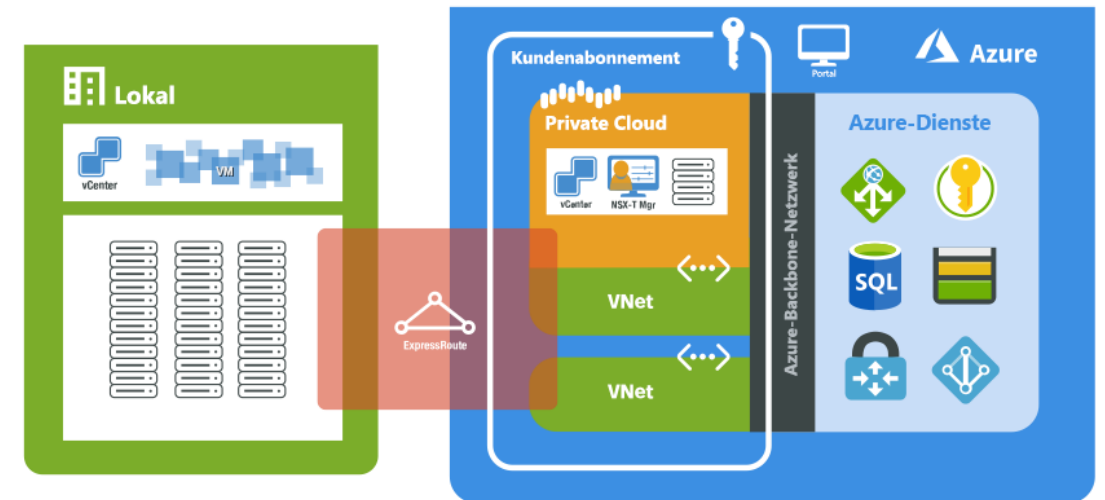 Lokal
vCenter
VM
ExpressRoute
Kundenabonnement
Portal
Azure
Private Cloud
vCenter
NSX-T Mgr
VNet
VNet
Azure-Backbone-Netzwerk
Azure-Dienste
SQL